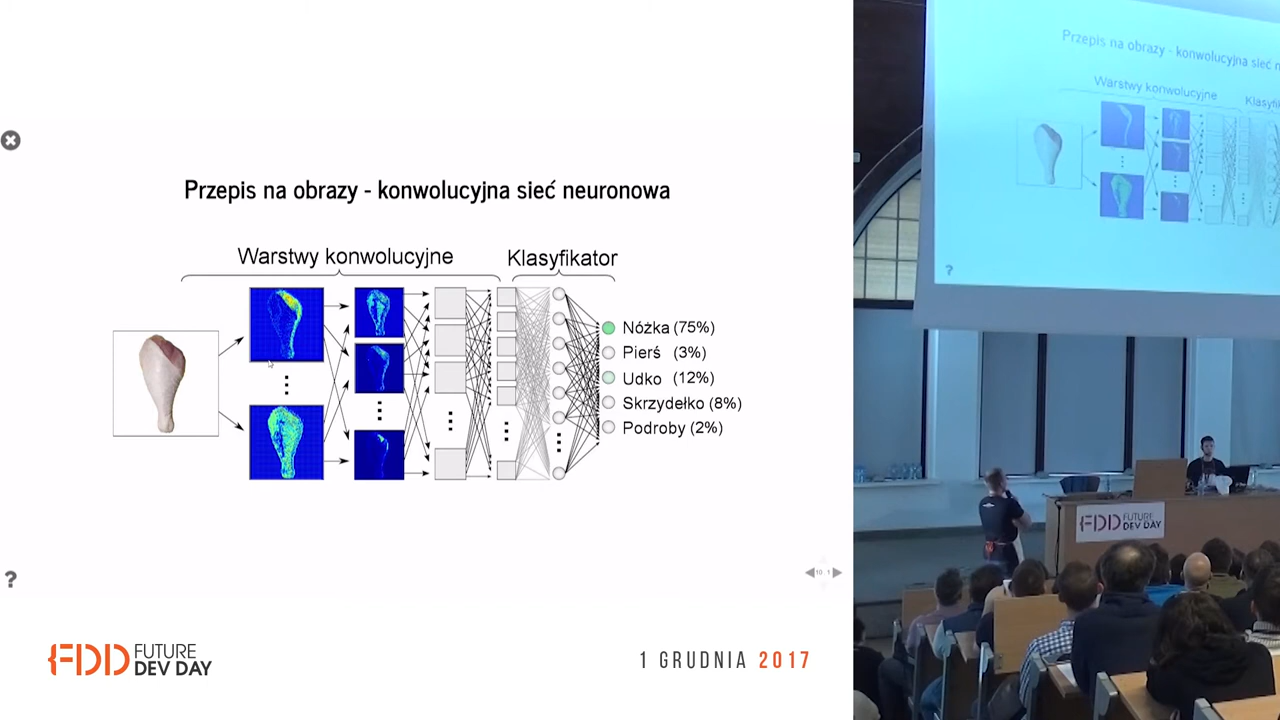 Przepis na obrazy - konwolucyjna sieć neuronowa
Warstwy konwolucyjne
Klasyfikator
Nóżka (75%)
Pierś (3%)
Udko (12%)
Skrzydełko (8%)
Podroby (2%)
?
FDD FUTURE
DEV DAY
1 GRUDNIA 2017
Przepis na obrazy - konwolucyjna sieć
Warstwy konwolucyjne
?
FDD FUTURE
DEV DAY